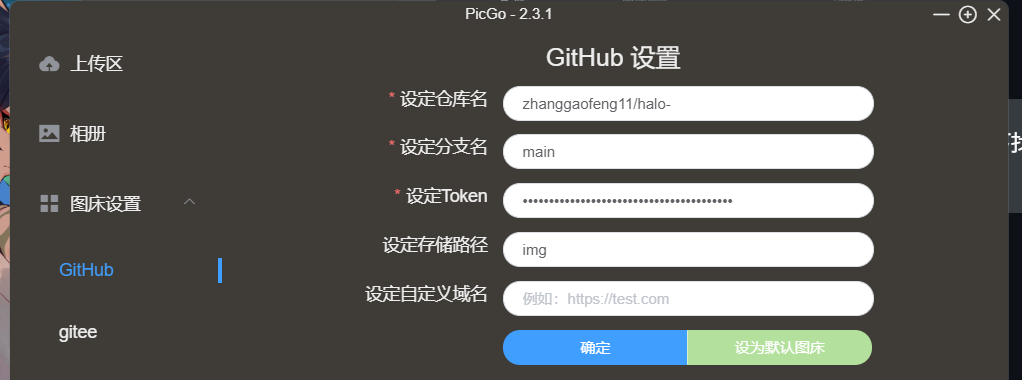 PicGo - 2.3.1
上传区
相册
图床设置
GitHub
gitee
GitHub 设置
* 设定仓库名
zhanggaofeng11/halo-
* 设定分支名
main
* 设定Token
••••••••••••••••••••••••••••••••••••••••
设定存储路径
img
设定自定义域名
例如：https://test.com
确定
设为默认图床